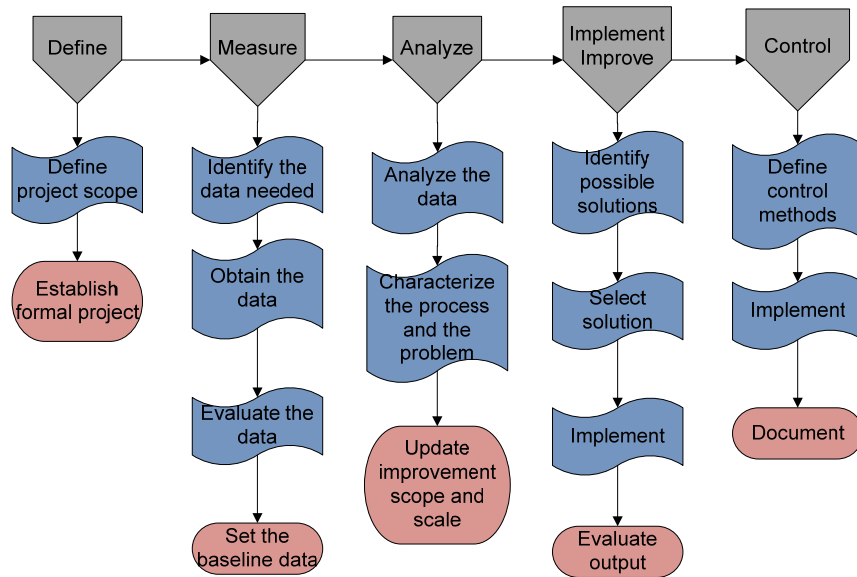 Define
Measure
Analyze
Implement
Improve
Control
Define
project scope
Establish
formal project
Identify the
data needed
Obtain the
data
Evaluate the
data
Set the
baseline data
Analyze the
data
Characterize
the process
and the
problem
Update
improvement
scope and
scale
Identify
possible
solutions
Select
solution
Implement
Evaluate
output
Define
control
methods
Implement
Document